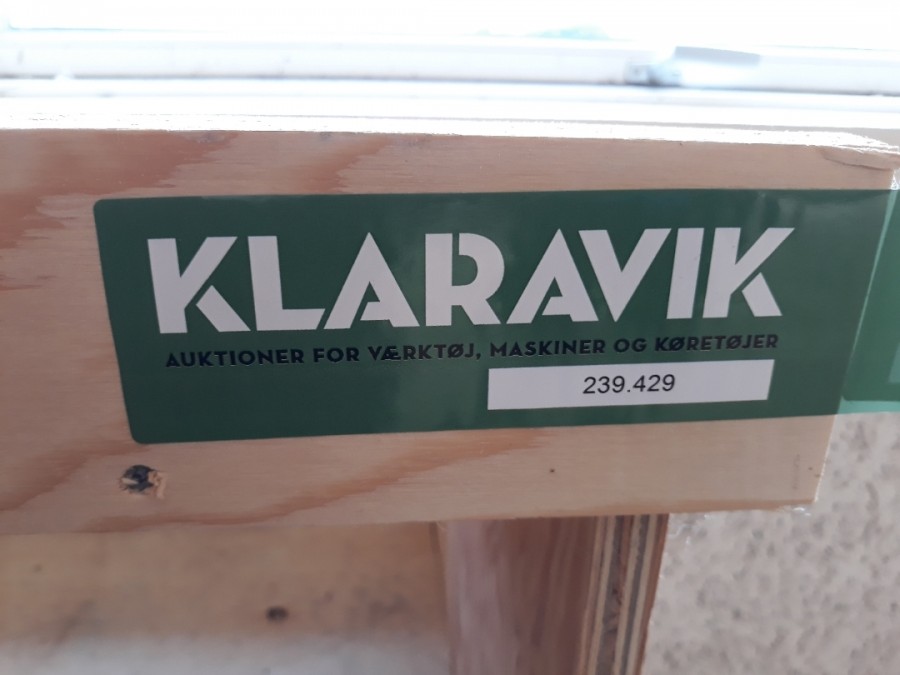 KLARAVIK
AUKTIONER FOR VÆRKTØJ, MASKINER OG KØRETØJER
239.429